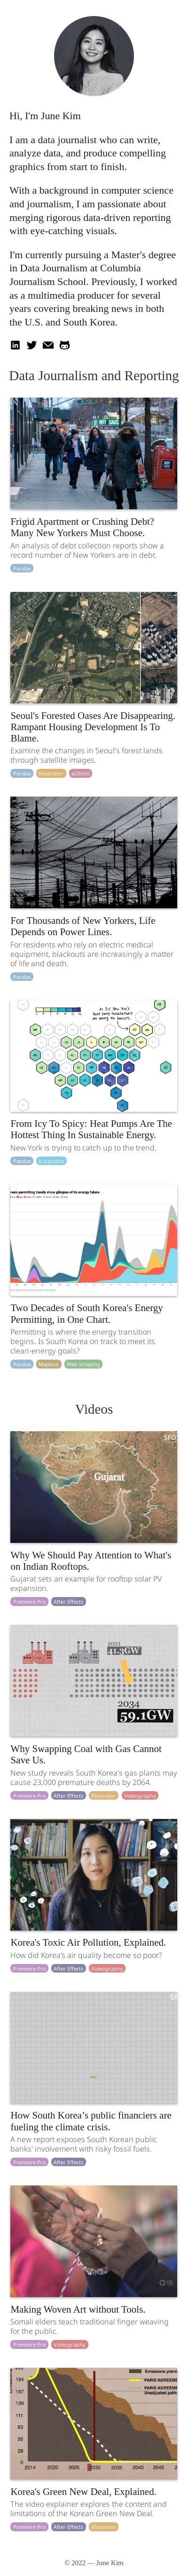 Hi, I'm June Kim
I am a data journalist who can write,
analyze data, and produce compelling
graphics from start to finish.
With a background in computer science
and journalism, I am passionate about
merging rigorous data-driven reporting
with eye-catching visuals.
I'm currently pursuing a Master's degree
in Data Journalism at Columbia
Journalism School. Previously, I worked
as a multimedia producer for several
years covering breaking news in both
the U.S. and South Korea.
Data Journalism and Reporting
HOT DOGS
Frigid Apartment or Crushing Debt?
Many New Yorkers Must Choose.
An analysis of debt collection reports show a
record number of New Yorkers are in debt.
Pandas
Seoul's Forested Oases Are Disappearing.
Rampant Housing Development Is To
Blame.
Examine the changes in Seoul's forest lands
through satellite images.
Pandas Illustrator ai2html
For Thousands of New Yorkers, Life
Depends on Power Lines.
For residents who rely on electric medical
equipment, blackouts are increasingly a matter
of life and death.
Pandas
From Icy To Spicy: Heat Pumps Are The
Hottest Thing In Sustainable Energy.
New York is trying to catch up to the trend.
Pandas R statistics
permitting trends show glimpse of its energy future
Two Decades of South Korea's Energy
Permitting, in One Chart.
Permitting is where the energy transition
begins. Is South Korea on track to meet its
clean-energy goals?
Pandas Mapbox Web scraping
Videos
Gujarat
Why We Should Pay Attention to What's
on Indian Rooftops.
Gujarat sets an example for rooftop solar PV
expansion.
Premiere Pro After Effects
2021
41.3GW
2034
59.1GW
Why Swapping Coal with Gas Cannot
Save Us.
New study reveals South Korea's gas plants may
cause 23,000 premature deaths by 2064.
Premiere Pro After Effects Illustrator Videography
Korea's Toxic Air Pollution, Explained.
How did Korea's air quality become so poor?
Premiere Pro After Effects Videography
How South Korea’s public financiers are
fueling the climate crisis.
A new report exposes South Korean public
banks' involvement with risky fossil fuels.
Premiere Pro After Effects
Making Woven Art without Tools.
Somali elders teach traditional finger weaving
for the public.
Premiere Pro Videography
194
167
139
111
83
56
28
0
2014 2020 2025 2030 2035 2040 2045 2050
Emissions plann
PARIS AGREEME
PARIS AGREEME
Unjust pathwa
Korea's Green New Deal, Explained.
The video explainer explores the content and
limitations of the Korean Green New Deal.
Premiere Pro After Effects Illustrator
© 2022 — June Kim